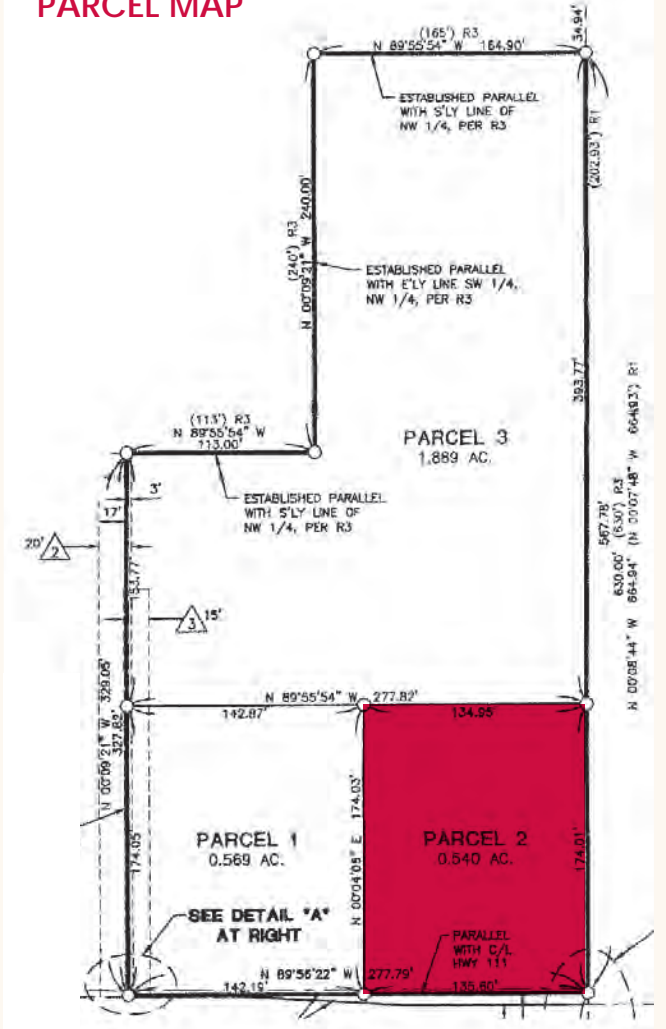 PARCEL MAP
(165') R3
N 89°55'54" W 164.90'
34.94'
ESTABLISHED PARALLEL
WITH S'LY LINE OF
NW 1/4, PER R3
(202.93') R1
(240') R3
N 00°09'21" W 240.00'
ESTABLISHED PARALLEL
WITH E'LY LINE SW 1/4,
NW 1/4, PER R3
393.77'
(113') R3
N 89°55'54" W
113.00'
PARCEL 3
1.889 AC.
ESTABLISHED PARALLEL
WITH S'LY LINE OF
NW 1/4, PER R3
3'
17'
20' 2
153.77'
3 15'
567.78'
630.00' (630') R3
N 00°08'44" W 664.94' (N 00°07'48" W 664.93') R1
N 00°09'21" W 329.05'
327.82'
N 89°55'54" W 277.82'
142.87'
134.95'
PARCEL 1
0.569 AC.
174.05'
N 00°04'05" E 174.03'
PARCEL 2
0.540 AC.
174.01'
SEE DETAIL "A"
AT RIGHT
PARALLEL
WITH C/L
HWY 111
N 89°56'22" W 277.79'
142.19'
135.60'